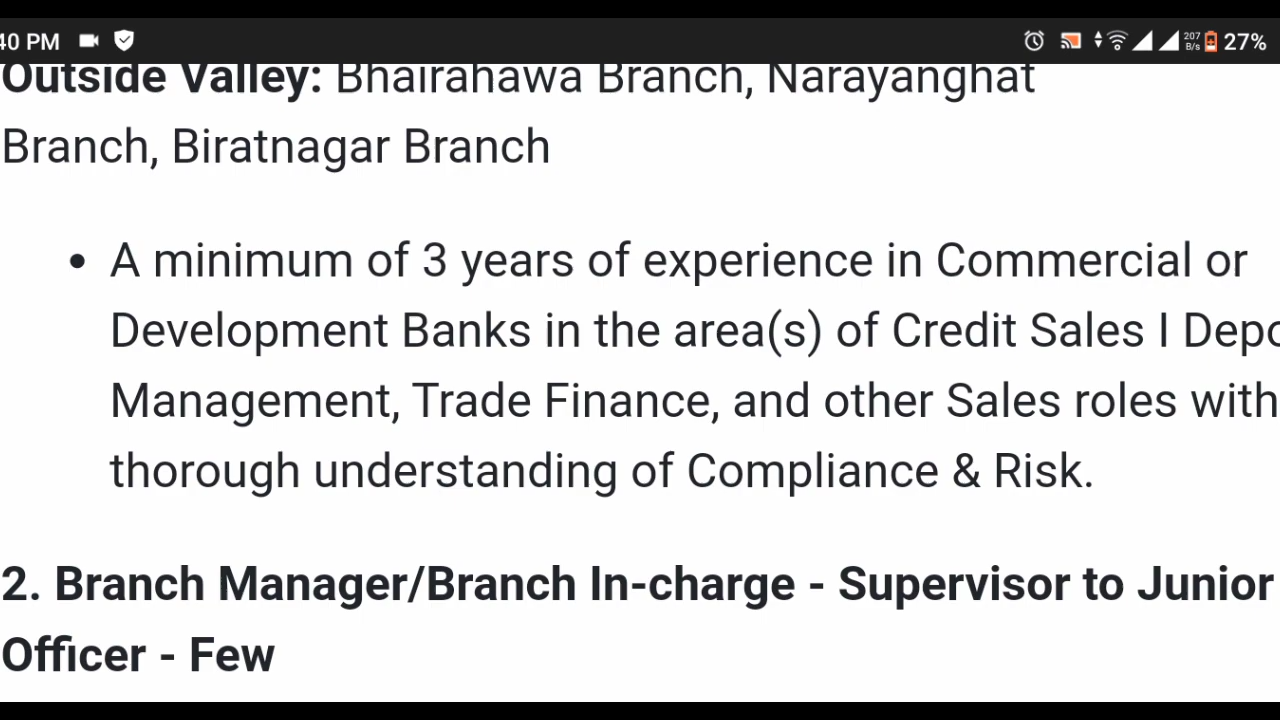 40 PM 207 B/s 27%
Outside Valley: Bhairahawa Branch, Narayanghat
Branch, Biratnagar Branch
• A minimum of 3 years of experience in Commercial or
Development Banks in the area(s) of Credit Sales I Depo
Management, Trade Finance, and other Sales roles with
thorough understanding of Compliance & Risk.
2. Branch Manager/Branch In-charge - Supervisor to Junior
Officer - Few